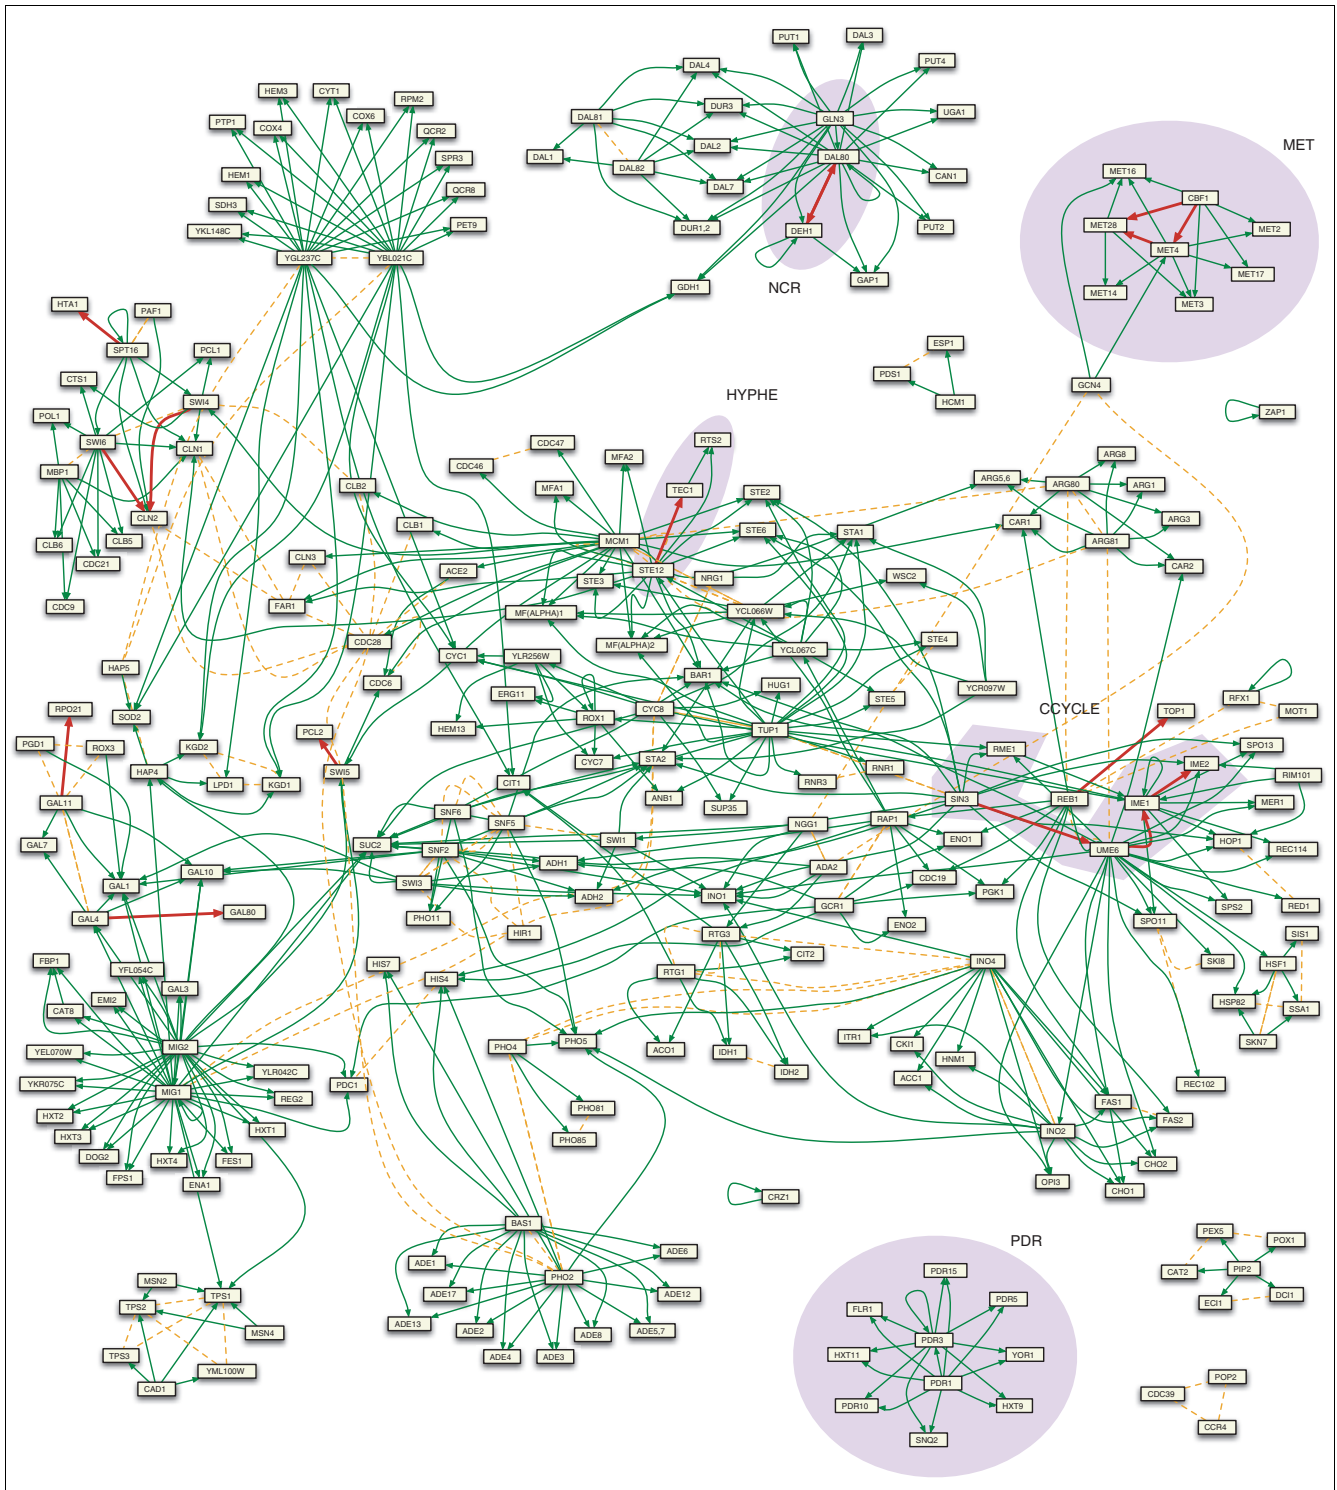 PUT1
DAL3
DAL4
PUT4
HEM3
CYT1
RPM2
DUR3
UGA1
PTP1
COX4
COX6
QCR2
DAL81
GLN3
MET
DAL2
SPR3
DAL1
DAL82
DAL80
CAN1
HEM1
QCR8
DAL7
MET16
CBF1
SDH3
PET9
DUR1,2
DEH1
PUT2
MET28
MET2
YKL148C
MET4
YGL237C
YBL021C
GAP1
MET17
GDH1
NCR
MET14
MET3
HTA1
PAF1
SPT16
PCL1
ESP1
CTS1
PDS1
GCN4
SWI4
HYPHE
HCM1
ZAP1
POL1
SWI6
CLN1
CDC47
RTS2
MBP1
CDC46
MFA2
ARG8
CLB2
MFA1
TEC1
STE2
ARG5,6
ARG80
ARG1
CLN2
CLB1
STE6
STA1
CAR1
ARG3
CLB6
CLB5
MCM1
ARG81
CDC21
CLN3
ACE2
STE12
NRG1
WSC2
CAR2
STE3
CDC9
FAR1
MF(ALPHA)1
YCL066W
CDC28
MF(ALPHA)2
YCL067C
STE4
HAP5
CYC1
YLR256W
BAR1
CDC6
ERG11
HUG1
STE5
YCR097W
RFX1
RPO21
SOD2
CYC8
CCYCLE
TOP1
MOT1
PCL2
HEM13
ROX1
TUP1
PGD1
ROX3
KGD2
RME1
SPO13
HAP4
SWI5
CYC7
STA2
RNR1
IME2
LPD1
KGD1
CIT1
RNR3
RIM101
GAL11
SNF6
ANB1
SUP35
SIN3
REB1
IME1
MER1
SNF5
NGG1
RAP1
GAL7
SUC2
SNF2
SWI1
ENO1
UME6
HOP1
REC114
GAL1
GAL10
ADH1
ADA2
CDC19
SWI3
ADH2
INO1
PGK1
GAL4
GAL80
PHO11
GCR1
SPS2
RED1
HIR1
RTG3
ENO2
SPO11
SIS1
FBP1
YFL054C
HIS7
HIS4
RTG1
CIT2
INO4
SKI8
HSF1
GAL3
EMI2
CAT8
HSP82
SSA1
MIG2
PHO4
PHO5
ACO1
IDH1
ITR1
CKI1
HNM1
SKN7
YEL070W
IDH2
YKR075C
YLR042C
PDC1
ACC1
REC102
MIG1
REG2
HXT2
PHO81
FAS1
HXT3
HXT1
PHO85
INO2
FAS2
DOG2
HXT4
FES1
CHO2
FPS1
ENA1
OPI3
CHO1
CRZ1
BAS1
PEX5
POX1
ADE6
PDR
MSN2
ADE1
PHO2
PDR15
CAT2
PIP2
TPS2
TPS1
ADE17
ADE12
ECI1
DCI1
FLR1
PDR5
MSN4
ADE13
ADE2
ADE8
ADE5,7
TPS3
ADE4
ADE3
HXT11
PDR3
YOR1
YML100W
CAD1
PDR1
POP2
CDC39
PDR10
HXT9
SNQ2
CCR4